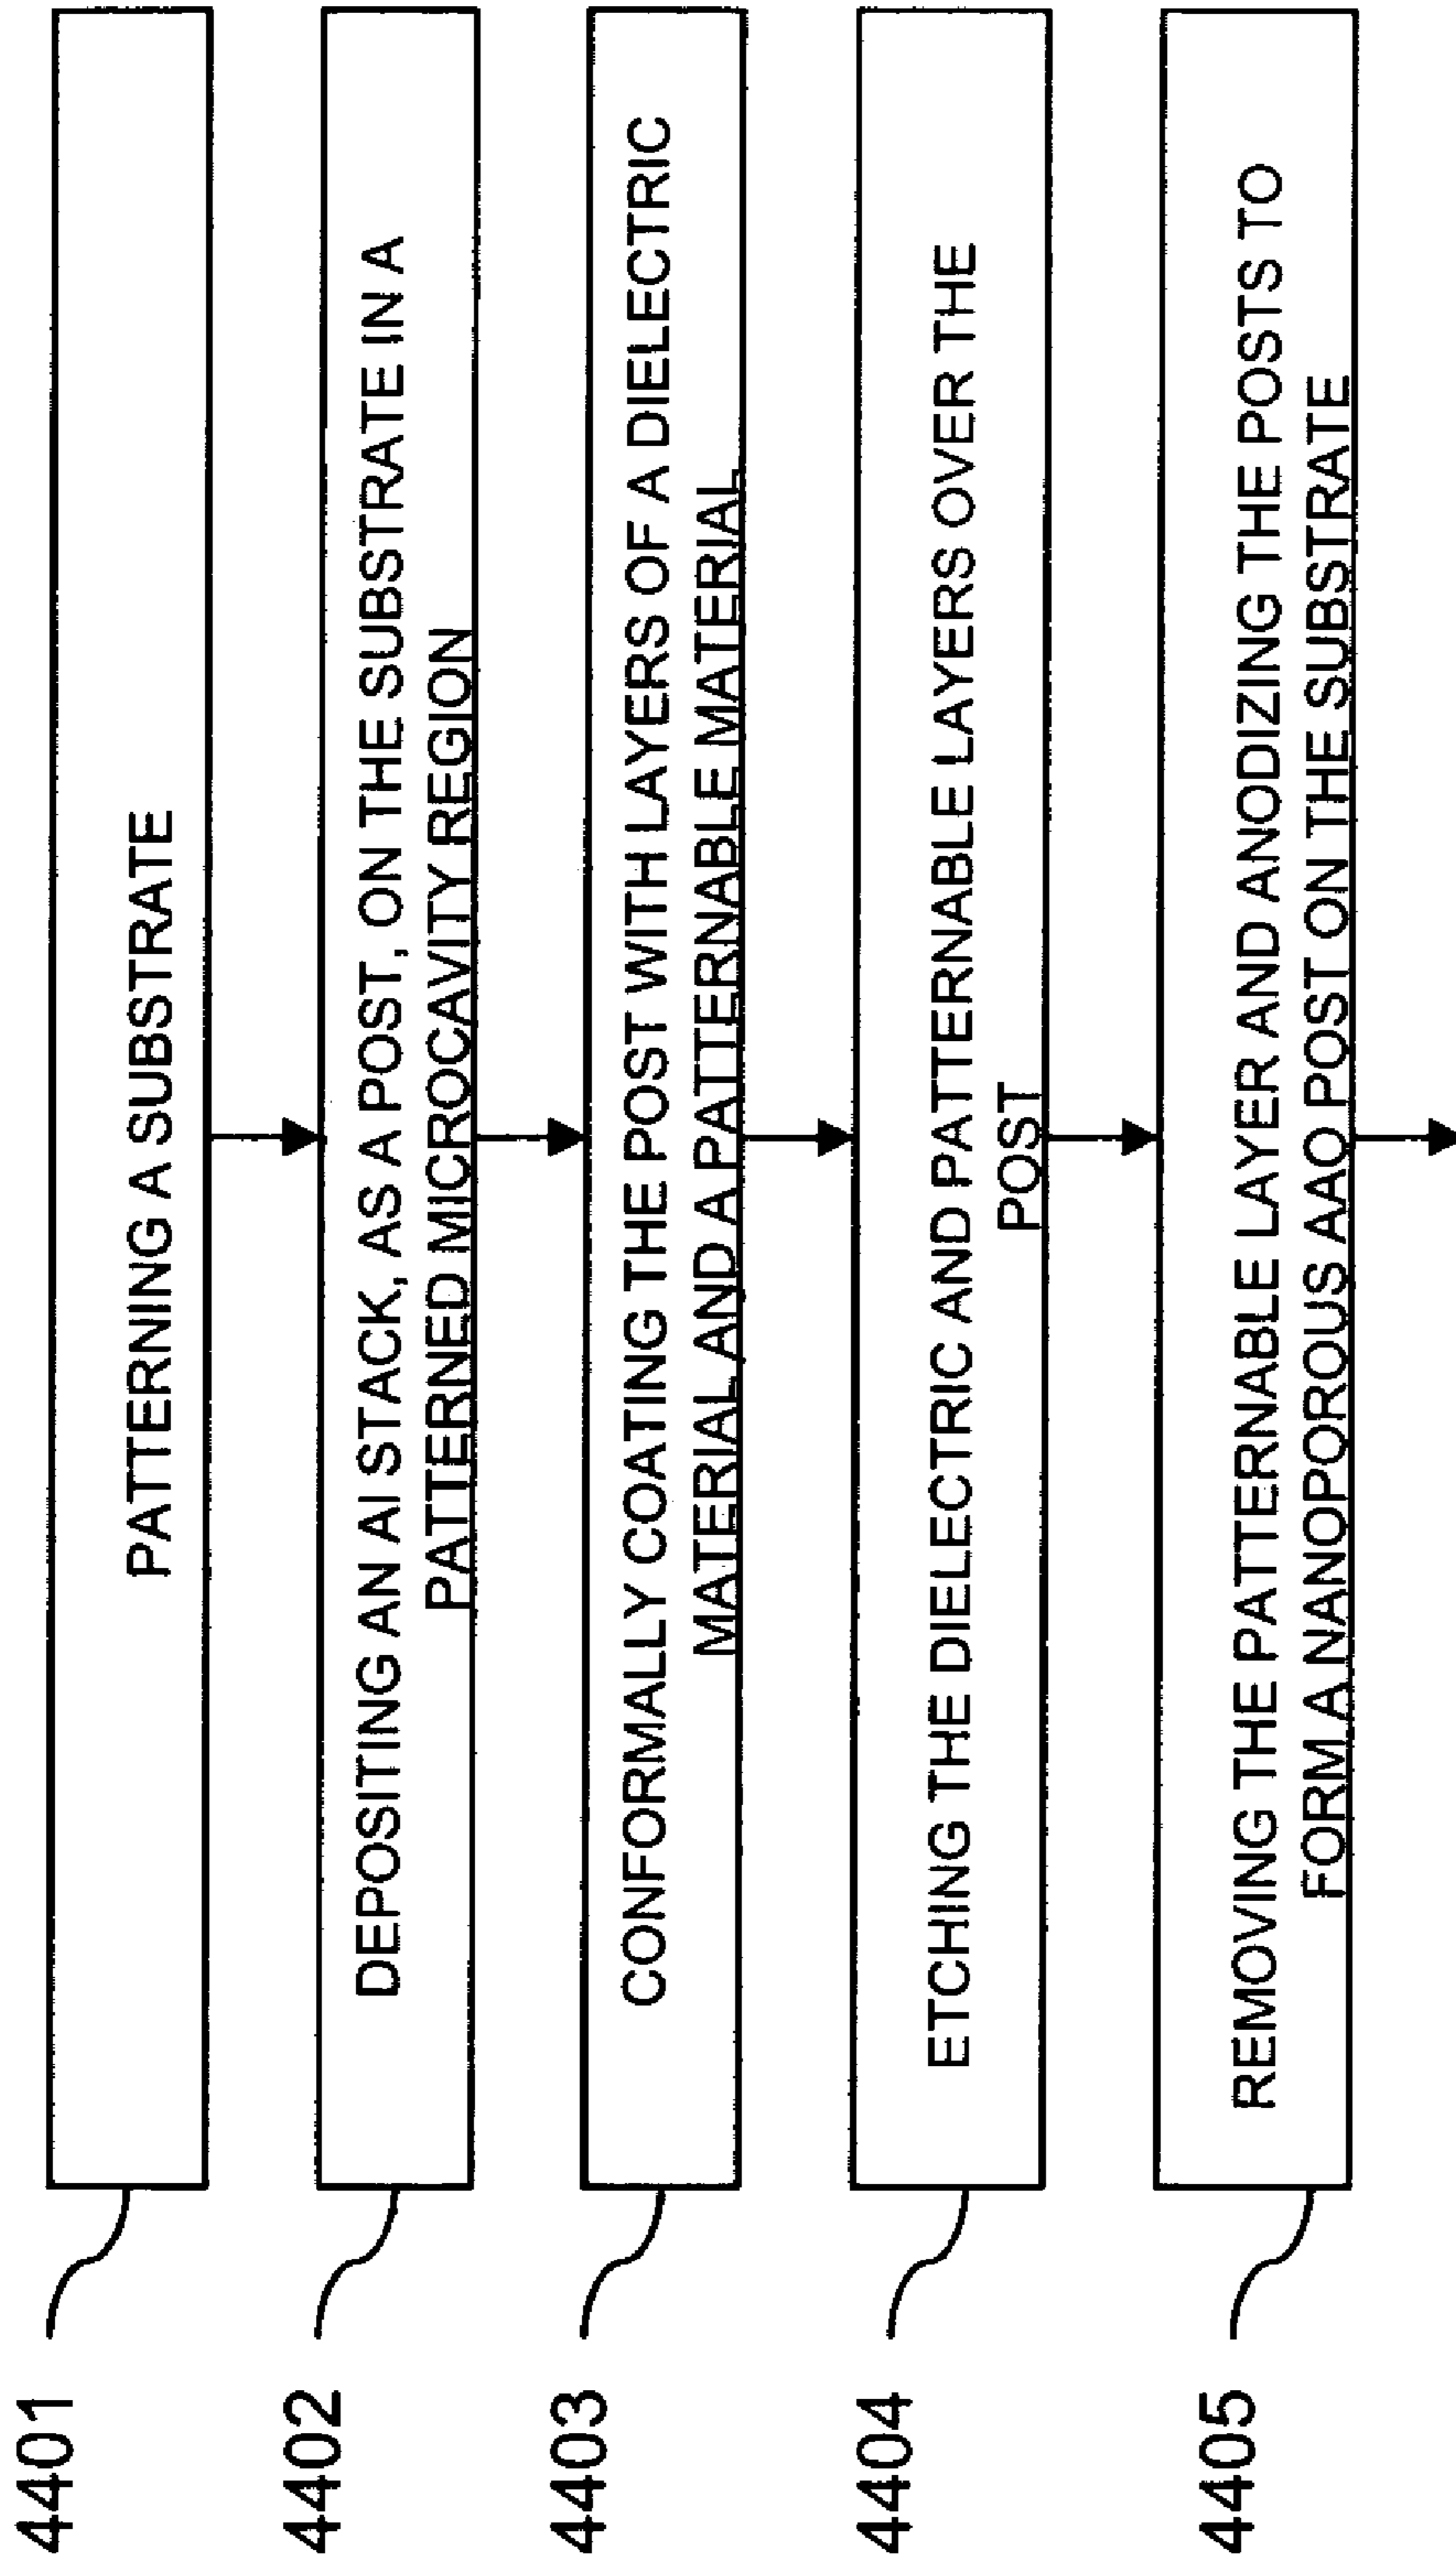 4401
PATTERNING A SUBSTRATE
4402
DEPOSITING AN Al STACK, AS A POST, ON THE SUBSTRATE IN A
PATTERNED MICROCAVITY REGION
4403
CONFORMALLY COATING THE POST WITH LAYERS OF A DIELECTRIC
MATERIAL AND A PATTERNABLE MATERIAL
4404
ETCHING THE DIELECTRIC AND PATTERNABLE LAYERS OVER THE
POST
4405
REMOVING THE PATTERNABLE LAYER AND ANODIZING THE POSTS TO
FORM A NANOPOROUS AAO POST ON THE SUBSTRATE